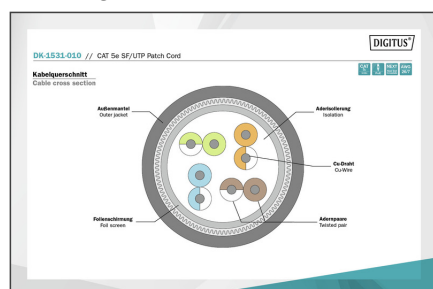 DIGITUS®
DK-1531-010 // CAT 5e SF/UTP Patch Cord
Kabelquerschnitt
Cable cross section
Außenmantel
Outer jacket
Aderisolierung
Isolation
Cu-Draht
Cu-Wire
Folienschirmung
Foil screen
Adernpaare
Twisted pair